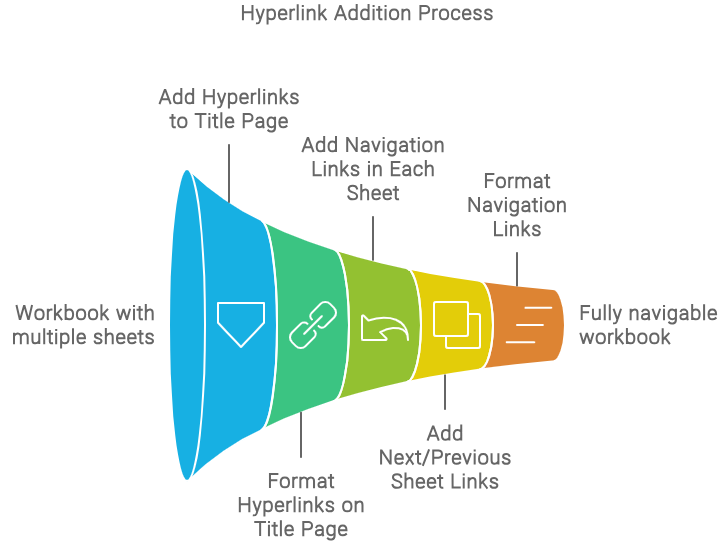 Hyperlink Addition Process
Add Hyperlinks
to Title Page
Add Navigation
Links in Each
Sheet
Format
Navigation
Links
Workbook with
multiple sheets
Fully navigable
workbook
Add
Next/Previous
Sheet Links
Format
Hyperlinks on
Title Page